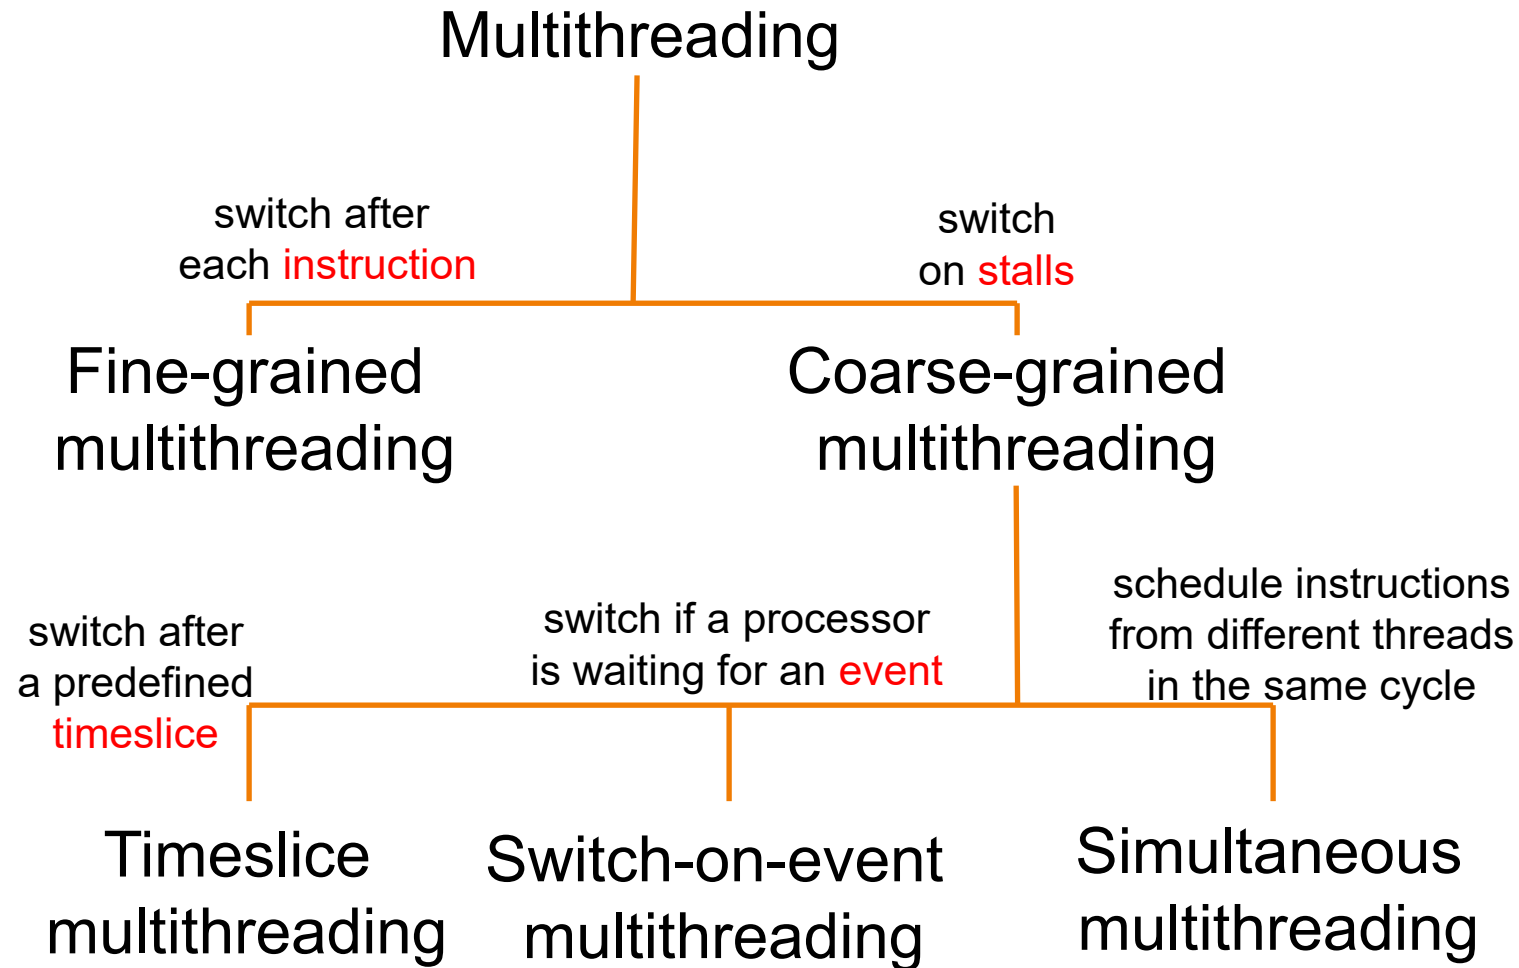 Multithreading
switch after
each instruction
switch
on stalls
Fine-grained
multithreading
Coarse-grained
multithreading
switch after
a predefined
timeslice
switch if a processor
is waiting for an event
schedule instructions
from different threads
in the same cycle
Timeslice
multithreading
Switch-on-event
multithreading
Simultaneous
multithreading